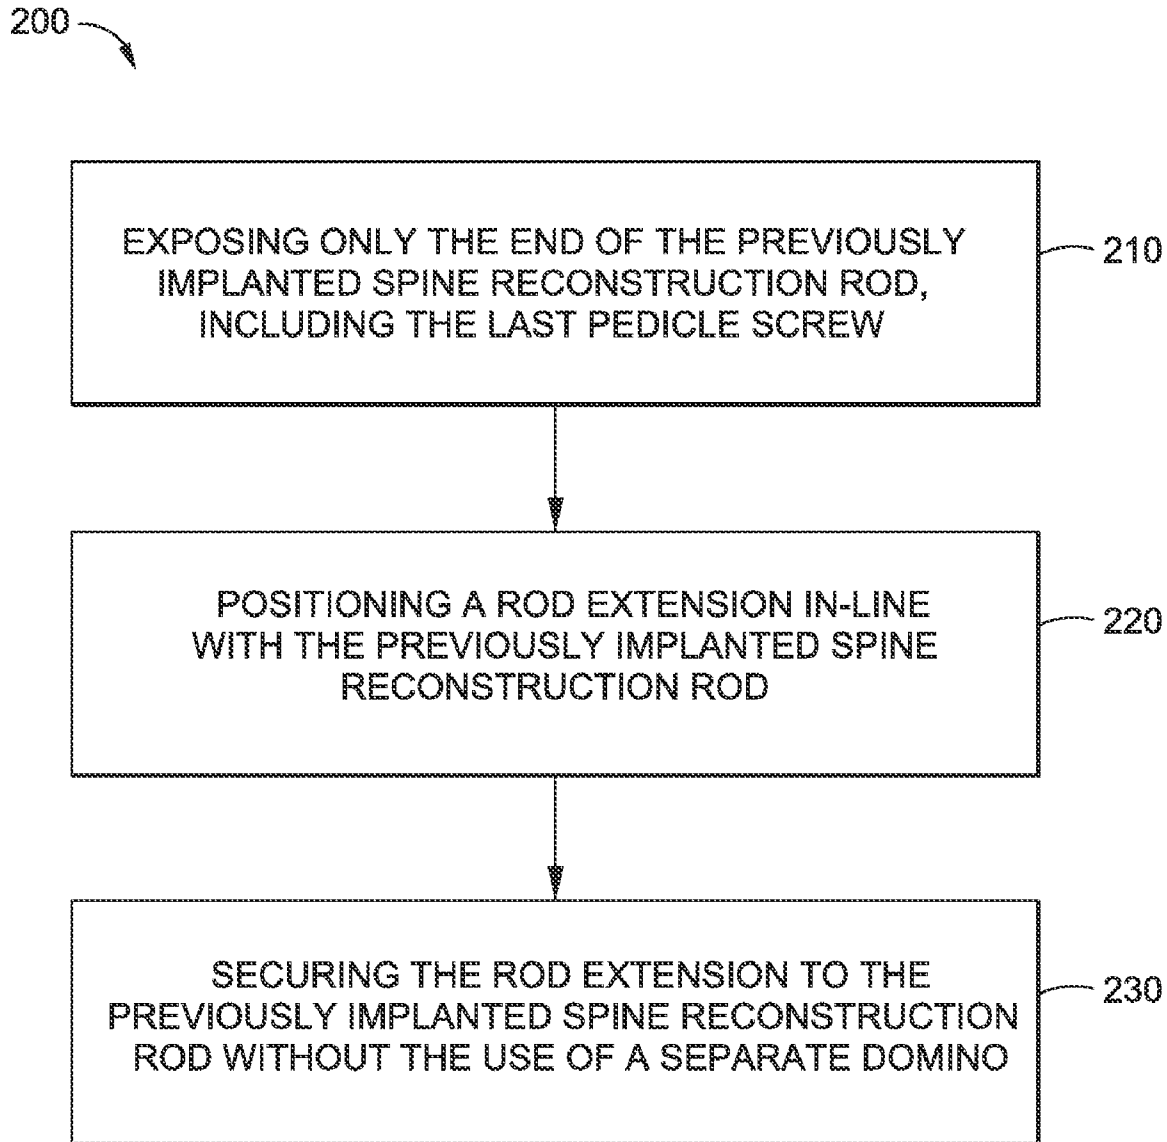 200
EXPOSING ONLY THE END OF THE PREVIOUSLY
IMPLANTED SPINE RECONSTRUCTION ROD,
INCLUDING THE LAST PEDICLE SCREW
210
POSITIONING A ROD EXTENSION IN-LINE
WITH THE PREVIOUSLY IMPLANTED SPINE
RECONSTRUCTION ROD
220
SECURING THE ROD EXTENSION TO THE
PREVIOUSLY IMPLANTED SPINE RECONSTRUCTION
ROD WITHOUT THE USE OF A SEPARATE DOMINO
230